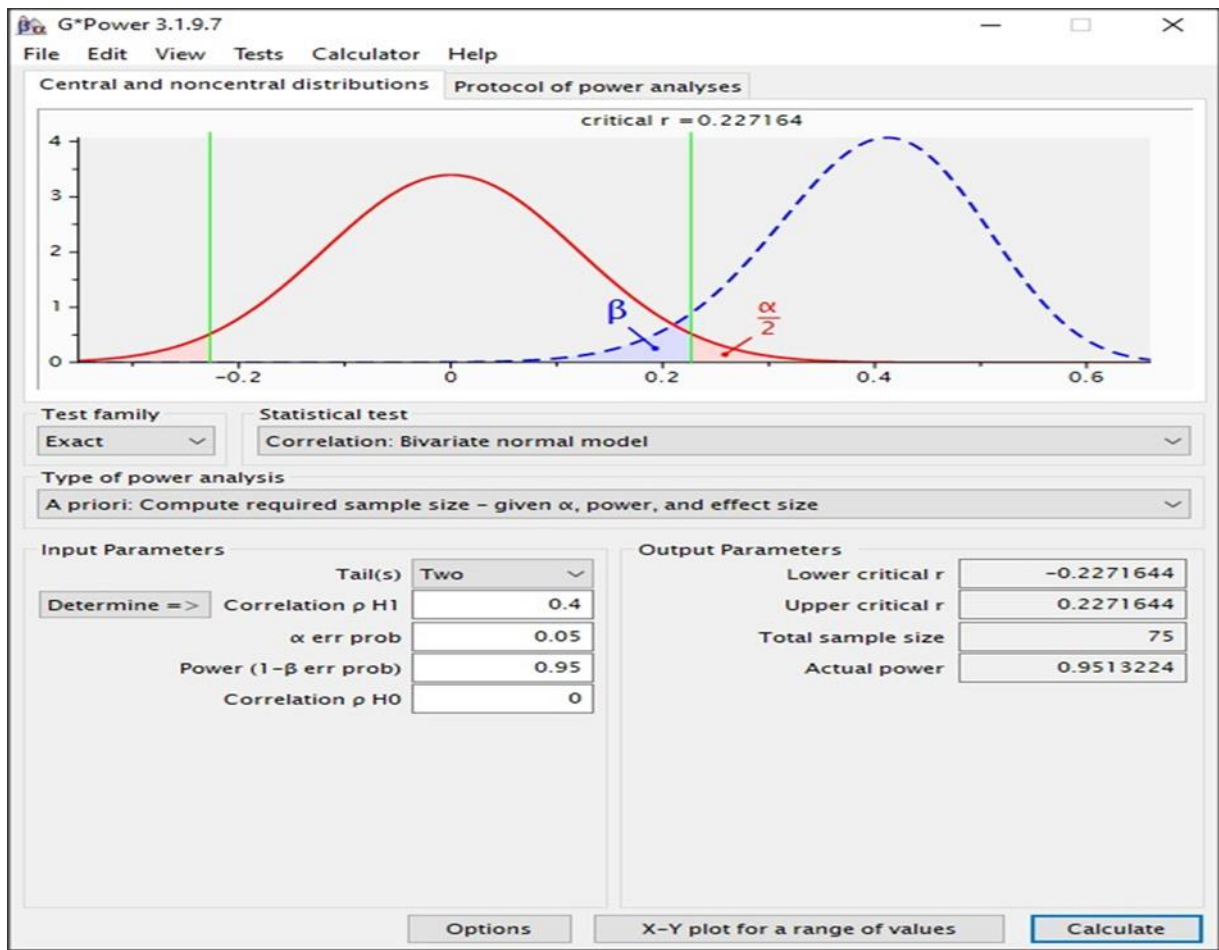 βα G*Power 3.1.9.7
File Edit View Tests Calculator Help
Central and noncentral distributions Protocol of power analyses
critical r = 0.227164
4
3
2
1
0
β
α
2
-0.2 0 0.2 0.4 0.6
Test family Statistical test
Exact Correlation: Bivariate normal model
Type of power analysis
A priori: Compute required sample size – given α, power, and effect size
Input Parameters Output Parameters
Tail(s) Two Lower critical r -0.2271644
Determine => Correlation ρ H1 0.4 Upper critical r 0.2271644
α err prob 0.05 Total sample size 75
Power (1-β err prob) 0.95 Actual power 0.9513224
Correlation ρ H0 0
Options X-Y plot for a range of values Calculate